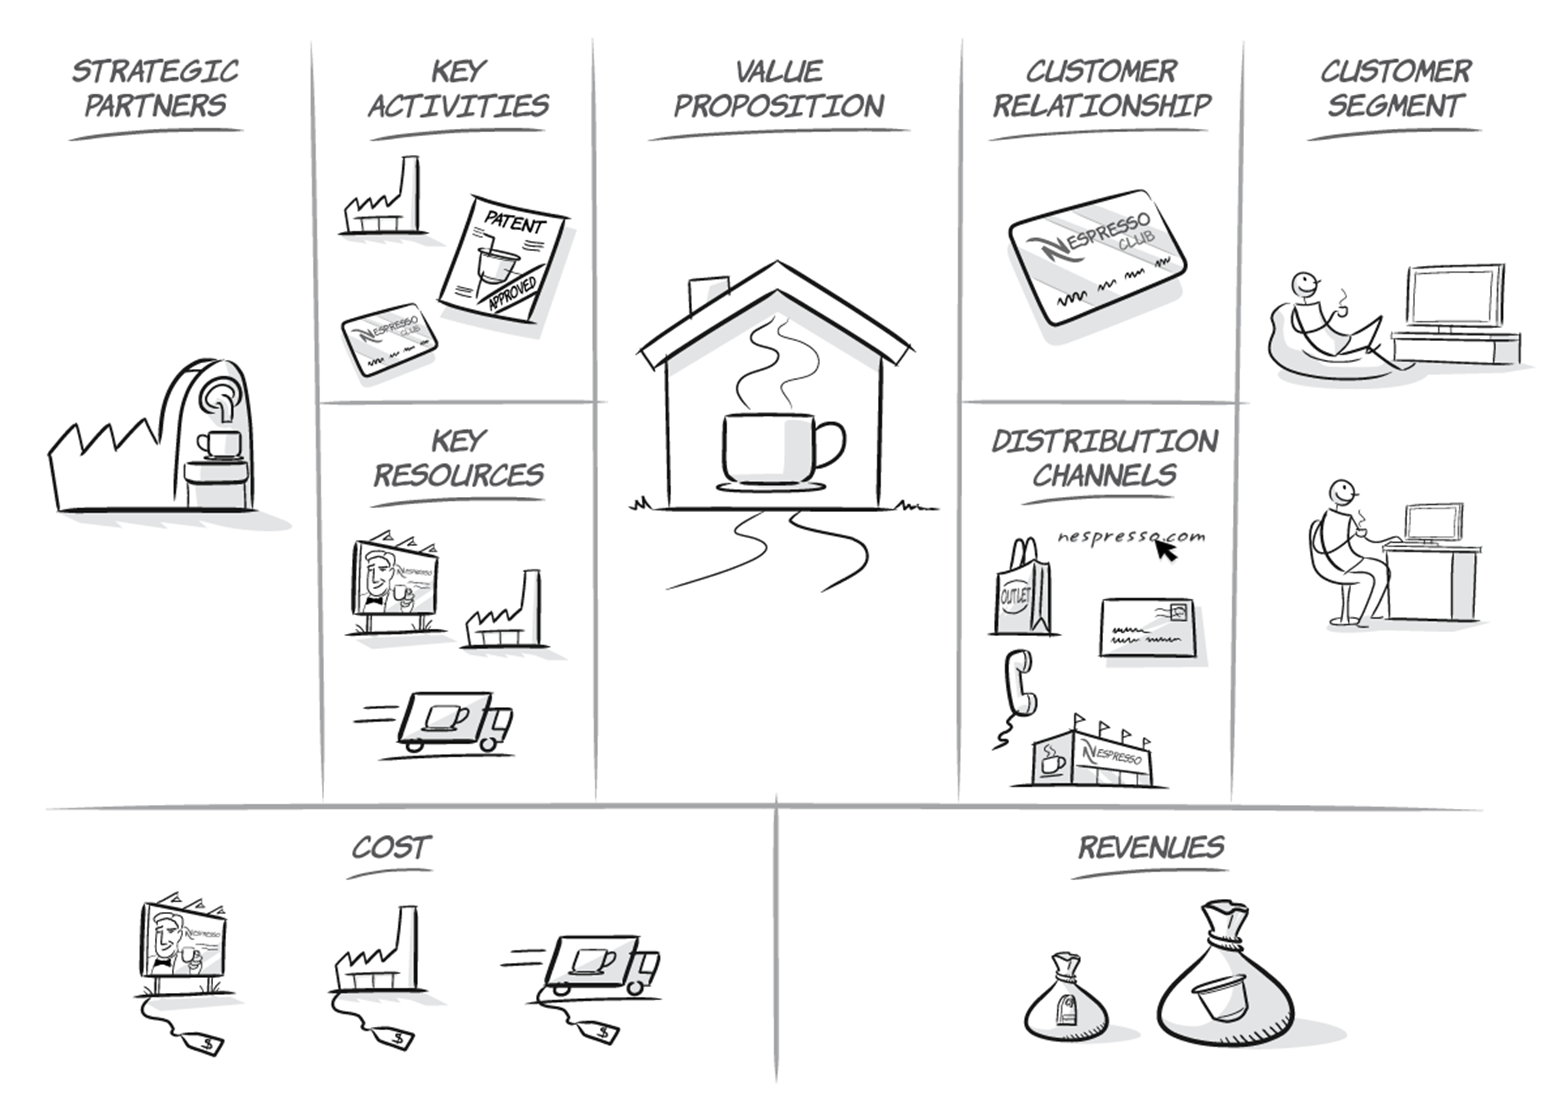 STRATEGIC
PARTNERS
KEY
ACTIVITIES
PATENT
APPROVED
NESPRESSO
CLUB
KEY
RESOURCES
NESPRESSO
VALUE
PROPOSITION
CUSTOMER
RELATIONSHIP
NESPRESSO
CLUB
DISTRIBUTION
CHANNELS
nespresso.com
OUTLET
NESPRESSO
CUSTOMER
SEGMENT
COST
NESPRESSO
$
$
$
REVENUES